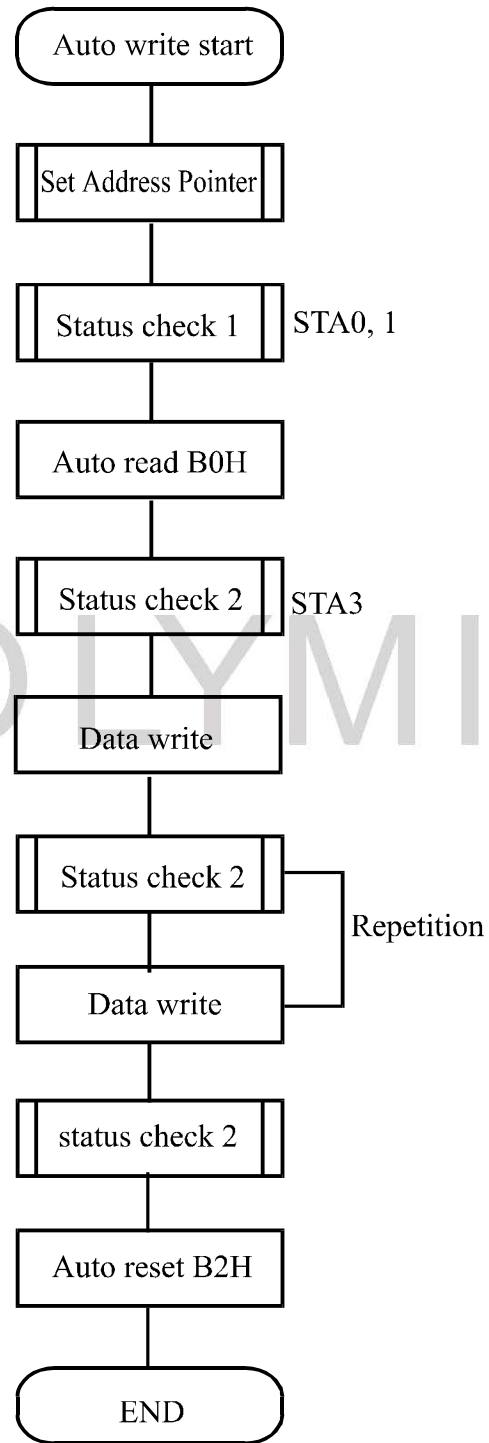 Auto write start
Set Address Pointer
Status check 1
STA0, 1
Auto read B0H
Status check 2
STA3
OLYMI
Data write
Status check 2
Repetition
Data write
status check 2
Auto reset B2H
END